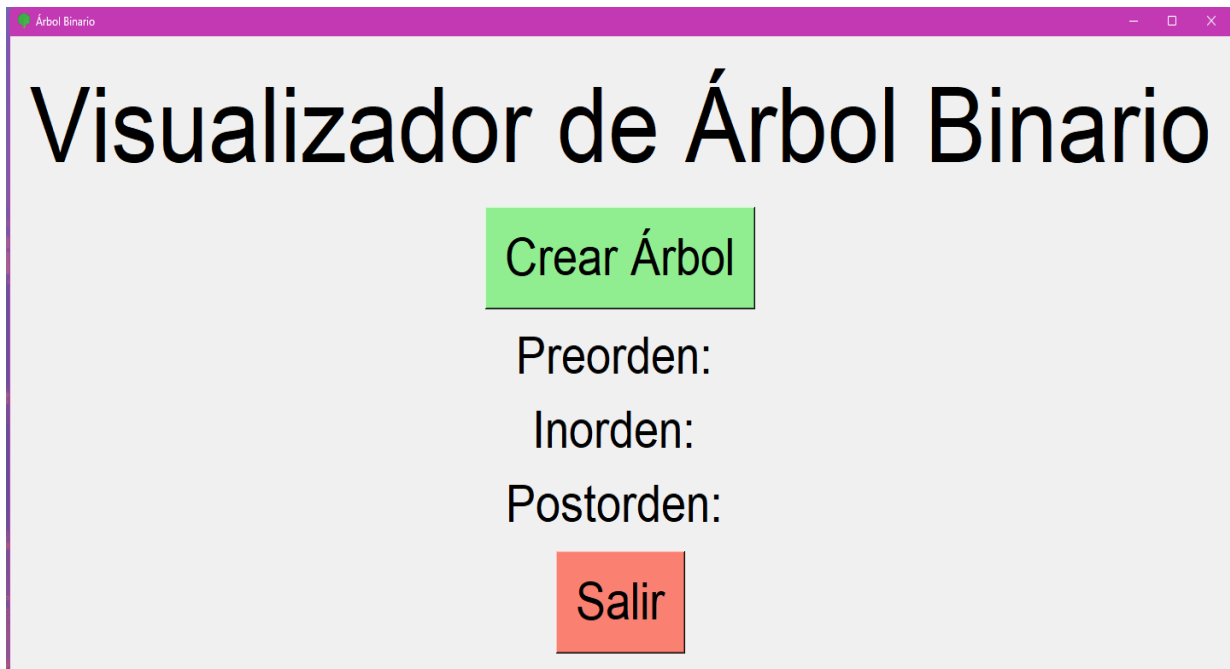 Árbol Binario
Visualizador de Árbol Binario
Crear Árbol
Preorden:
Inorden:
Postorden:
Salir